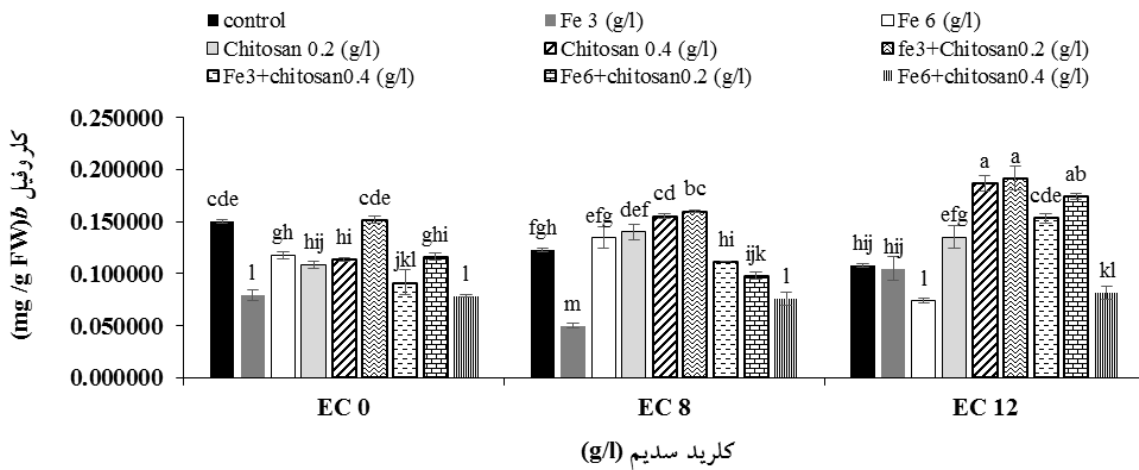 control Fe 3 (g/l) Fe 6 (g/l)
Chitosan 0.2 (g/l) Chitosan 0.4 (g/l) fe3+Chitosan0.2 (g/l)
Fe3+chitosan0.4 (g/l) Fe6+chitosan0.2 (g/l) Fe6+chitosan0.4 (g/l)
کلروفیل b(mg /g FW)
0.250000
0.200000
0.150000
0.100000
0.050000
0.000000
cde l gh hij hi cde jkl ghi l
fgh m efg def cd bc hi ijk l
hij hij l efg a a cde ab kl
EC 0 EC 8 EC 12
کلرید سدیم (g/l)